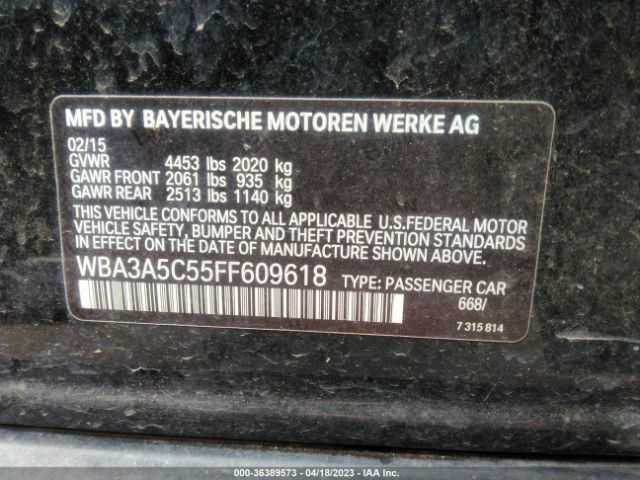 MFD BY BAYERISCHE MOTOREN WERKE AG
02/15
GVWR 4453 lbs 2020 kg
GAWR FRONT 2061 lbs 935 kg
GAWR REAR 2513 lbs 1140 kg
THIS VEHICLE CONFORMS TO ALL APPLICABLE U.S.FEDERAL MOTOR
VEHICLE SAFETY, BUMPER AND THEFT PREVENTION STANDARDS
IN EFFECT ON THE DATE OF MANUFACTURE SHOWN ABOVE.
WBA3A5C55FF609618 TYPE: PASSENGER CAR
668/
7 315 814
000-36389573 - 04/18/2023 - IAA Inc.